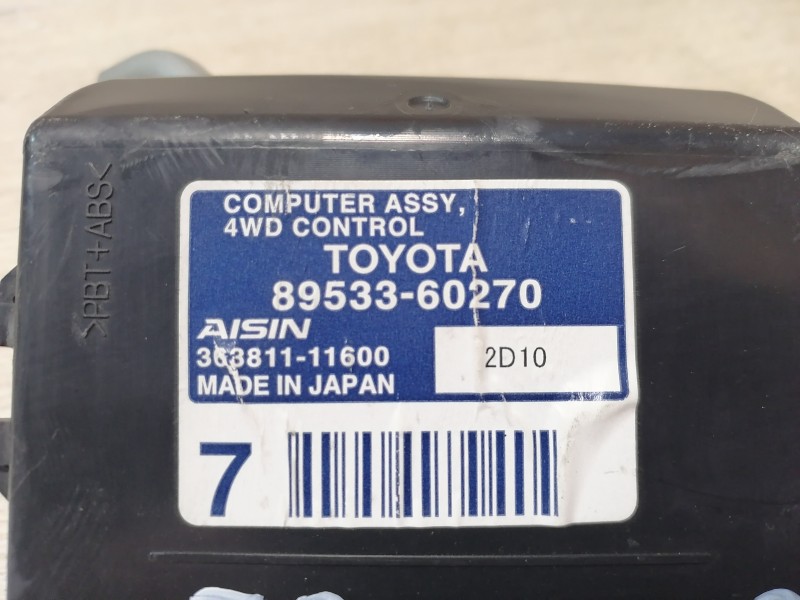 >PBT+ABS<
COMPUTER ASSY,
4WD CONTROL
TOYOTA
89533-60270
AISIN
363811-11600
2D10
MADE IN JAPAN
7